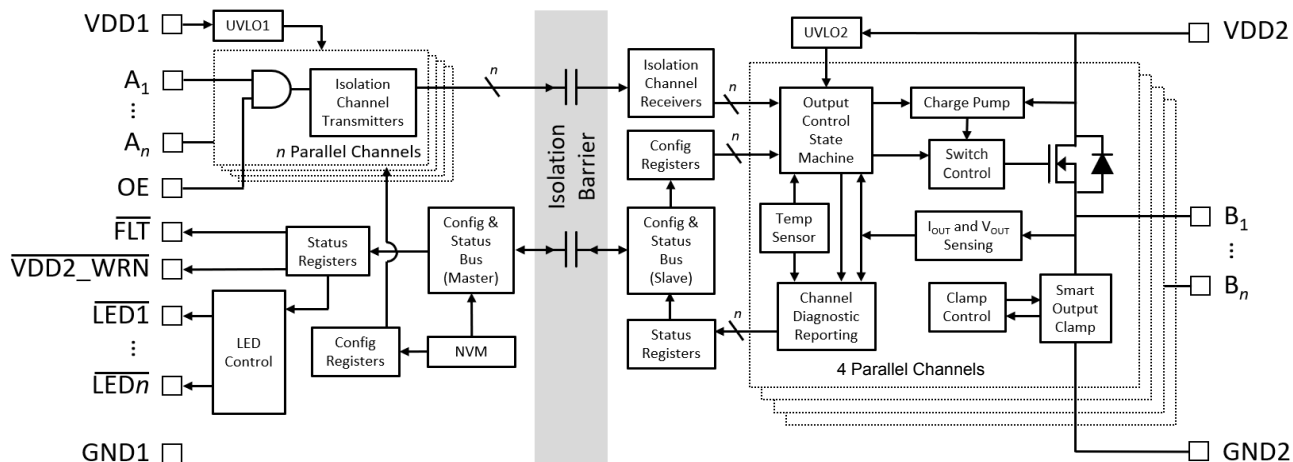 VDD1
UVLO1
A1
⋮
An
OE
Isolation
Channel
Transmitters
n Parallel Channels
n
FLT
VDD2_WRN
LED1
⋮
LEDn
GND1
Status
Registers
LED
Control
Config
Registers
NVM
Config &
Status
Bus
(Master)
Isolation
Barrier
Isolation
Channel
Receivers
n
Config
Registers
n
Config &
Status
Bus
(Slave)
Status
Registers
n
UVLO2
Output
Control
State
Machine
Charge Pump
Switch
Control
Temp
Sensor
IOUT and VOUT
Sensing
Channel
Diagnostic
Reporting
Clamp
Control
Smart
Output
Clamp
4 Parallel Channels
VDD2
B1
⋮
Bn
GND2